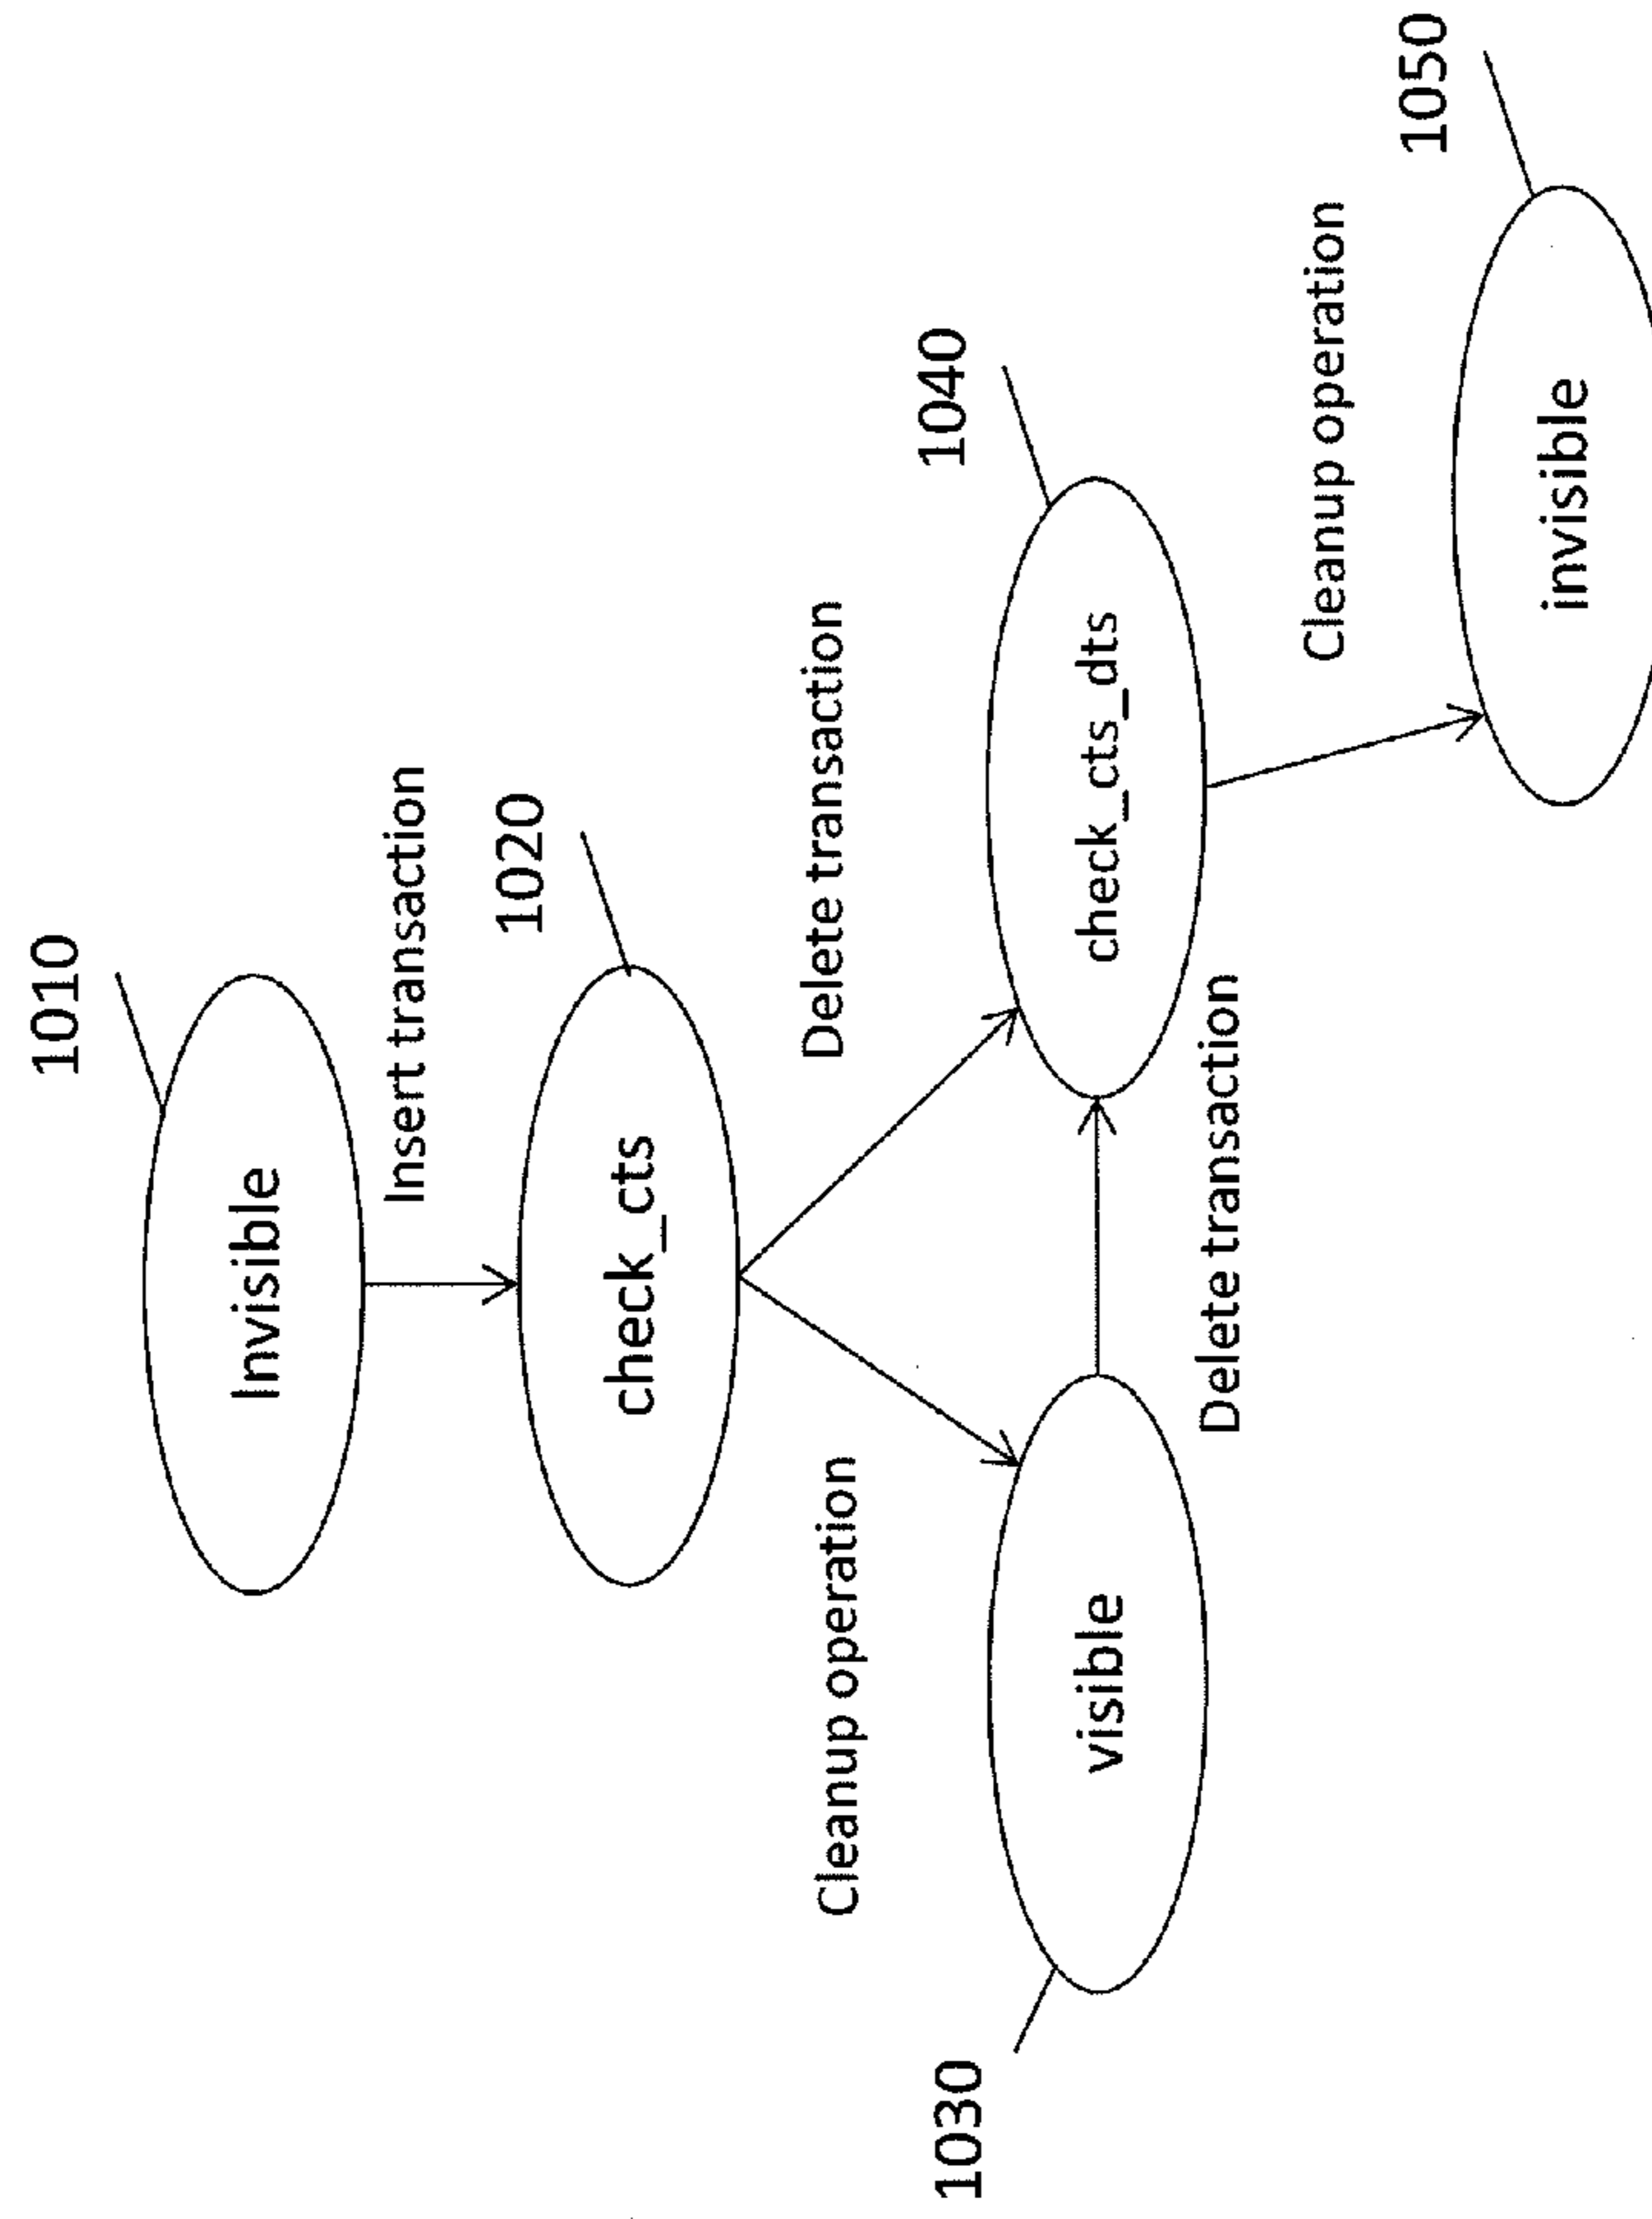 1010
Invisible
Insert transaction
1020
check_cts
Cleanup operation
Delete transaction
1030
1040
visible
check_cts_dts
Delete transaction
Cleanup operation
1050
invisible